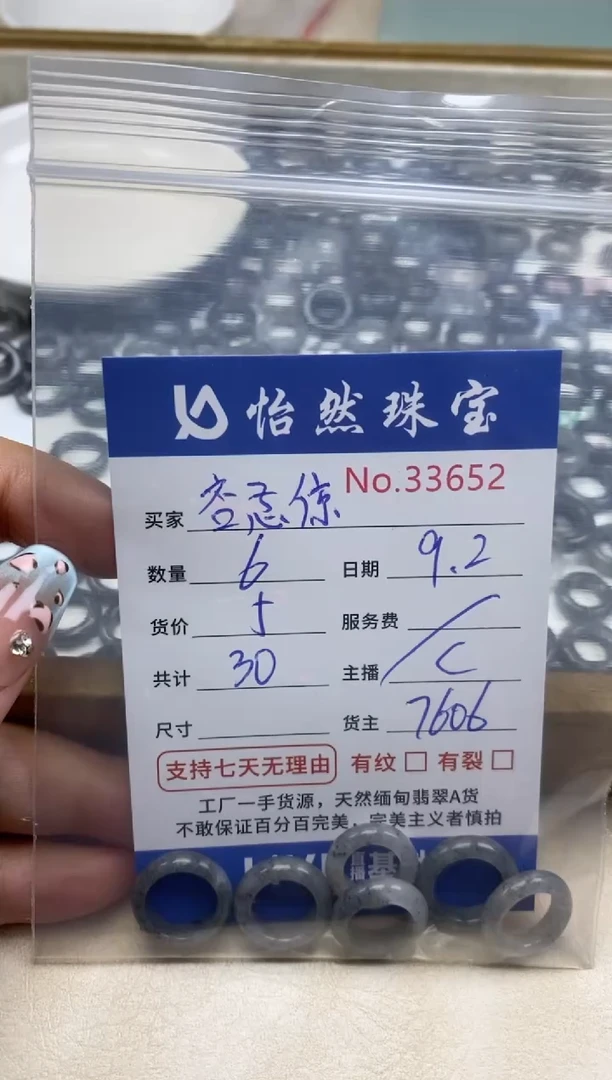 怡然珠宝
No.33652
买家
数量 6 日期 9.2
货价 5 服务费 /
共计 30 主播 C
尺寸 货主 7606
支持七天无理由 有纹 □ 有裂 □
工厂一手货源，天然缅甸翡翠A货
不敢保证百分百完美，完美主义者慎拍
直播基